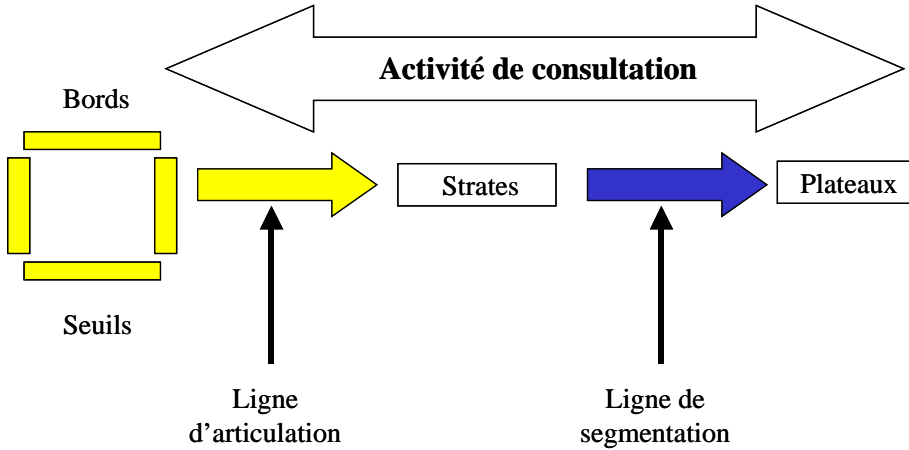 Activité de consultation
Bords
Strates
Plateaux
Seuils
Ligne
d’articulation
Ligne de
segmentation